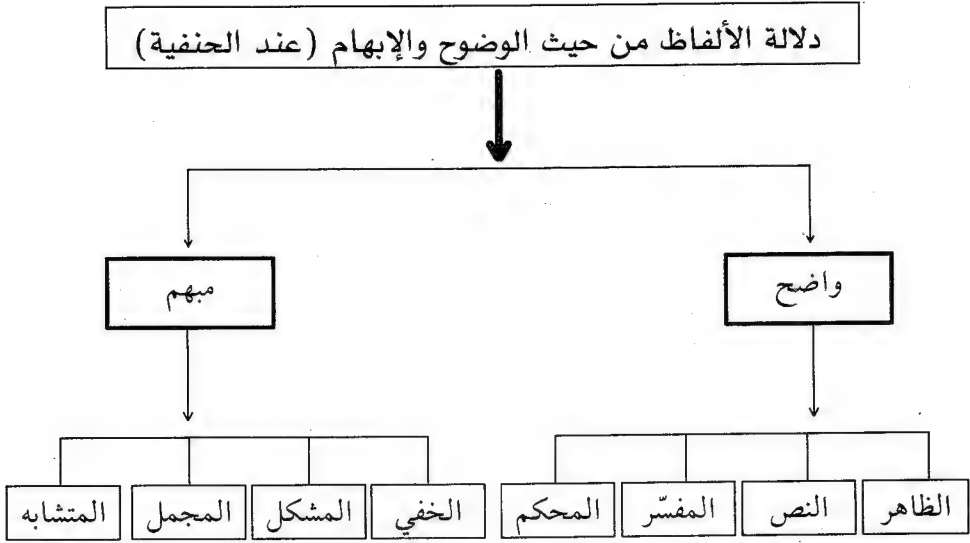 دلالة الألفاظ من حيث الوضوح والإبهام (عند الحنفية)
واضح
مبهم
الظاهر
النص
المفسّر
المحكم
الخفي
المشكل
المجمل
المتشابه